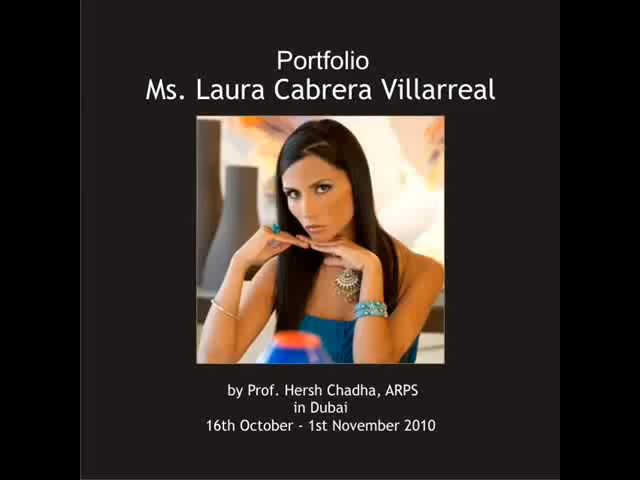 Portfolio
Ms. Laura Cabrera Villarreal
by Prof. Hersh Chadha, ARPS
in Dubai
16th October - 1st November 2010